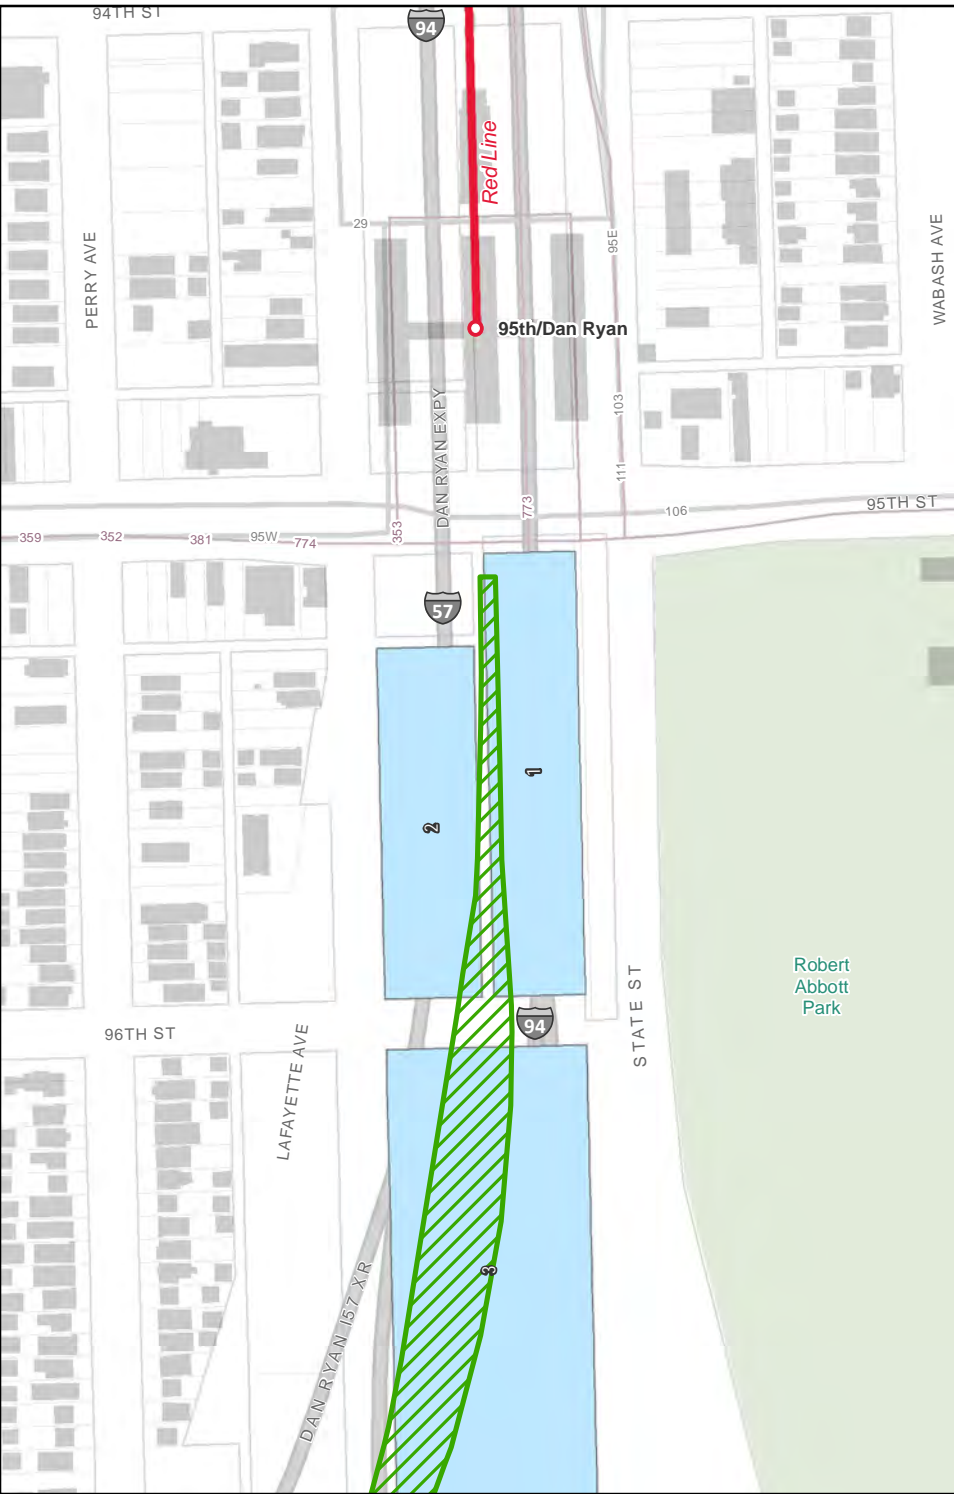 94TH ST
94
Red Line
29
95E
PERRY AVE
WABASH AVE
95th/Dan Ryan
DAN RYAN EXPY
103
111
353
773
106
95TH ST
359
352
381
95W
774
57
1
2
Robert
Abbott
Park
96TH ST
LAFAYETTE AVE
94
STATE ST
3
DAN RYAN I57 XR